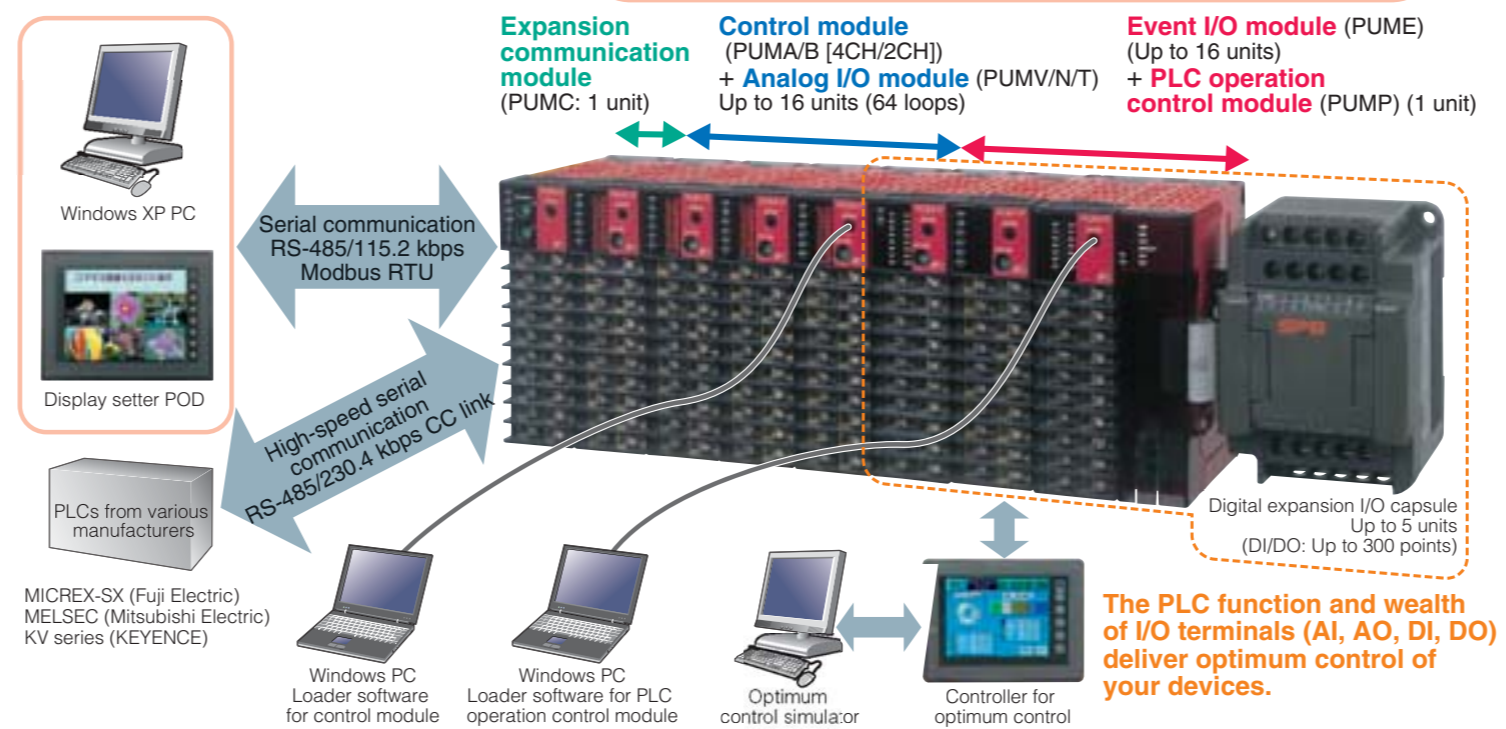 Expansion
communication
module
(PUMC: 1 unit)
Control module
(PUMA/B [4CH/2CH])
+ Analog I/O module (PUMV/N/T)
Up to 16 units (64 loops)
Event I/O module (PUME)
(Up to 16 units)
+ PLC operation
control module (PUMP) (1 unit)
Windows XP PC
Serial communication
RS-485/115.2 kbps
Modbus RTU
Display setter POD
High-speed serial
communication
RS-485/230.4 kbps CC link
PLCs from various
manufacturers
MICREX-SX (Fuji Electric)
MELSEC (Mitsubishi Electric)
KV series (KEYENCE)
SPB
Digital expansion I/O capsule
Up to 5 units
(DI/DO: Up to 300 points)
Windows PC
Loader software
for control module
Windows PC
Loader software for PLC
operation control module
Optimum
control simulator
Controller for
optimum control
The PLC function and wealth
of I/O terminals (AI, AO, DI, DO)
deliver optimum control of
your devices.